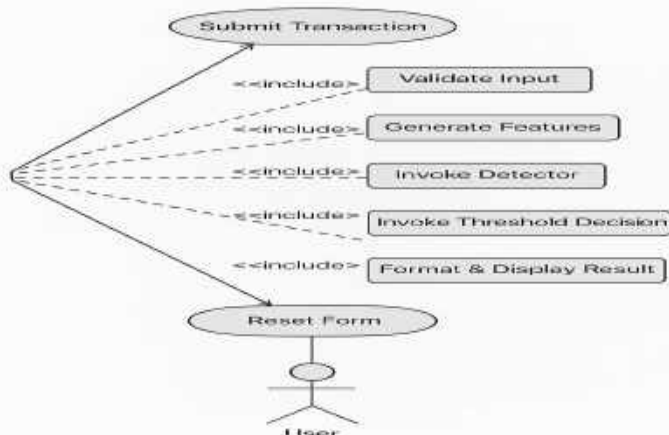 Submit Transaction
<<include> Validate Input
<<include> Generate Features
<<include> Invoke Detector
<<include> Invoke Threshold Decision
<<include> Format & Display Result
Reset Form
User